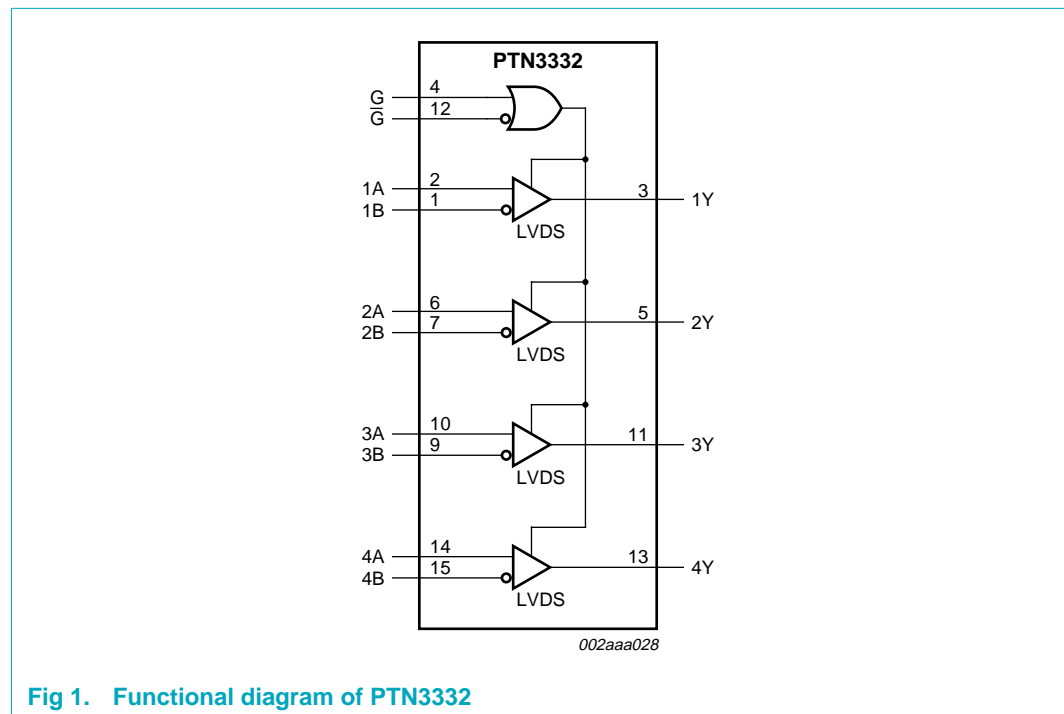 PTN3332
G 4
G̅ 12
1A 2 3 1Y
1B 1
LVDS
2A 6 5 2Y
2B 7
LVDS
3A 10 11 3Y
3B 9
LVDS
4A 14 13 4Y
4B 15
LVDS
002aaa028
Fig 1. Functional diagram of PTN3332